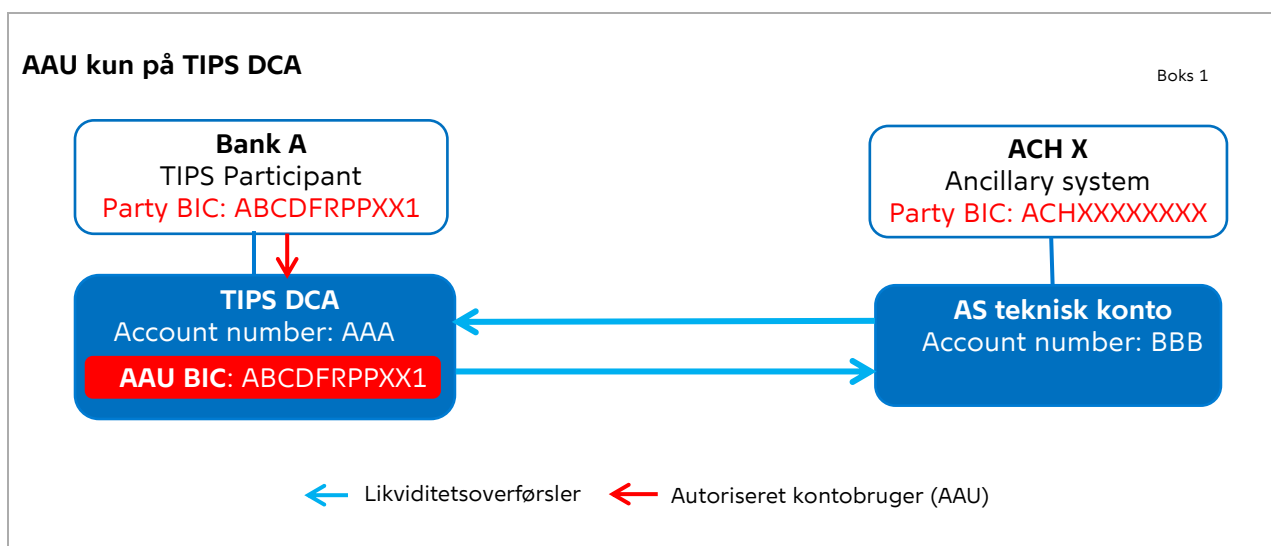 AAU kun på TIPS DCA
Boks 1
Bank A
TIPS Participant
Party BIC: ABCDFRPPXX1
ACH X
Ancillary system
Party BIC: ACHXXXXXXXX
TIPS DCA
Account number: AAA
AAU BIC: ABCDFRPPXX1
AS teknisk konto
Account number: BBB
Likviditetsoverførsler
Autoriseret kontobruger (AAU)